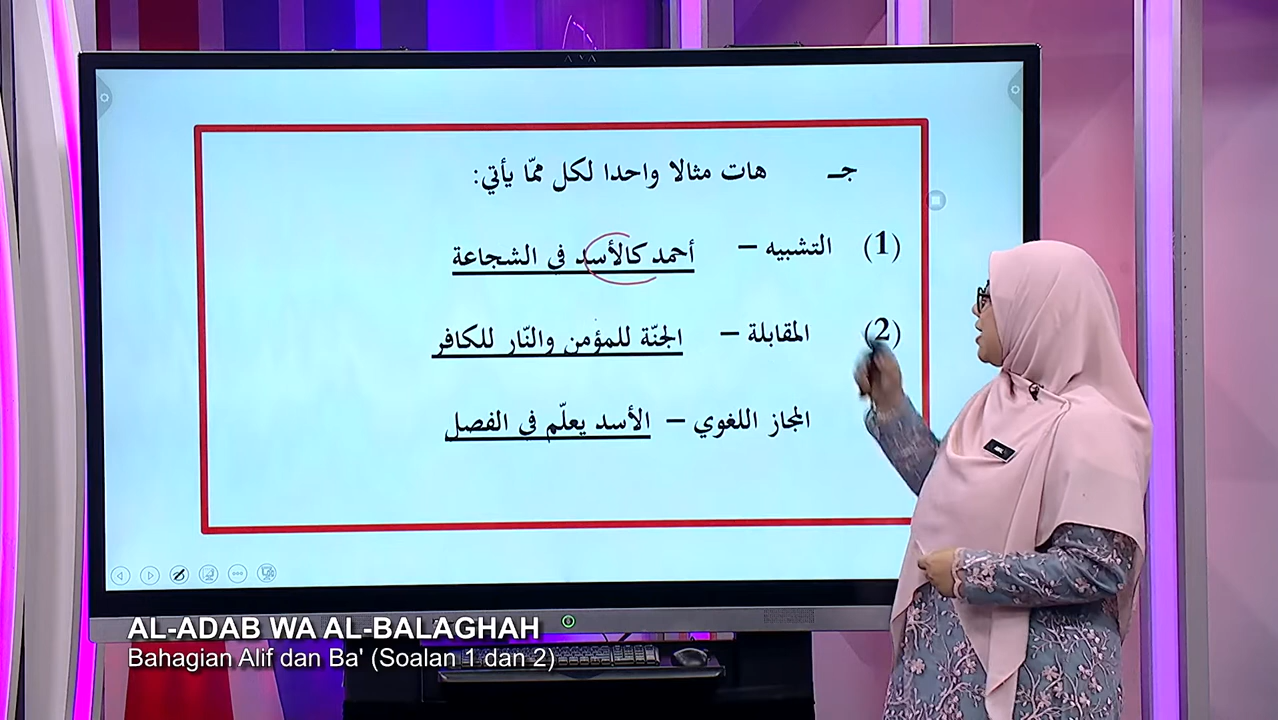 جـ هات مثالا واحدا لكل ممّا يأتي:
(1) التشبيه – أحمد كالأسد في الشجاعة
(2) المقابلة – الجنّة للمؤمن والنّار للكافر
المجاز اللغوي – الأسد يعلّم في الفصل
AL-ADAB WA AL-BALAGHAH
Bahagian Alif dan Ba' (Soalan 1 dan 2)